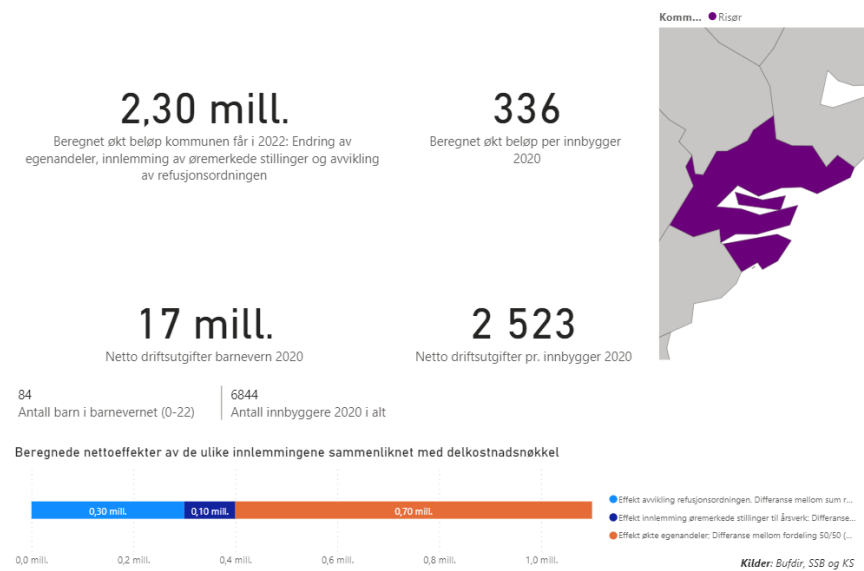 Komm... Risør
2,30 mill.
Beregnet økt beløp kommunen får i 2022: Endring av
egenandeler, innlemming av øremerkede stillinger og avvikling
av refusjonsordningen
336
Beregnet økt beløp per innbygger
2020
17 mill.
Netto driftsutgifter barnevern 2020
2 523
Netto driftsutgifter pr. innbygger 2020
84
Antall barn i barnevernet (0-22)
6844
Antall innbyggere 2020 i alt
Beregnede nettoeffekter av de ulike innlemmingene sammenliknet med delkostnadsnøkkel
0,30 mill. 0,10 mill. 0,70 mill.
0,0 mill. 0,2 mill. 0,4 mill. 0,6 mill. 0,8 mill. 1,0 mill.
Effekt avvikling refusjonsordningen. Differanse mellom sum r...
Effekt innlemming øremerkede stillinger til årsverk: Differanse...
Effekt økte egenandeler; Differanse mellom fordeling 50/50 (...
Kilder: Bufdir, SSB og KS